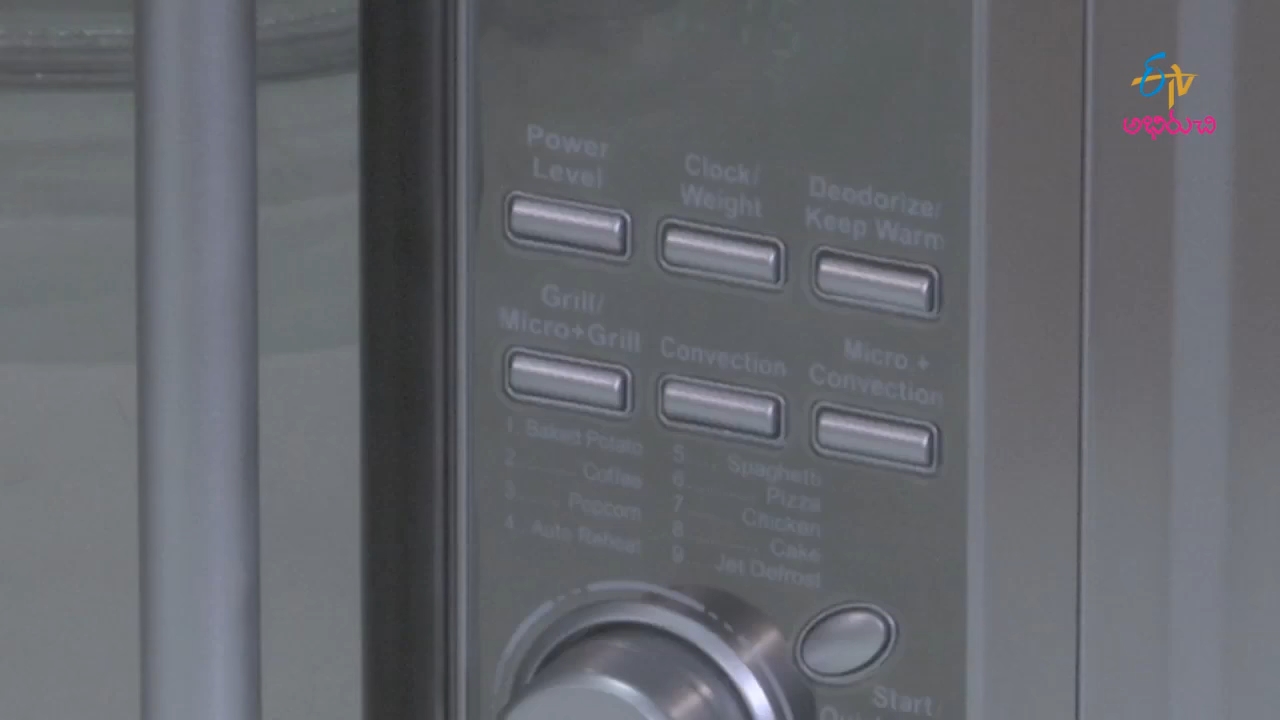 ETV
అభిరుచి
Power
Level
Clock/
Weight
Deodorize/
Keep Warm
Grill/
Micro+Grill
Convection
Micro +
Convection
1 Baked Potato
2 Coffee
3 Popcorn
4 Auto Reheat
5 Spaghetti
6 Pizza
7 Chicken
8 Cake
9 Jet Defrost
Start/